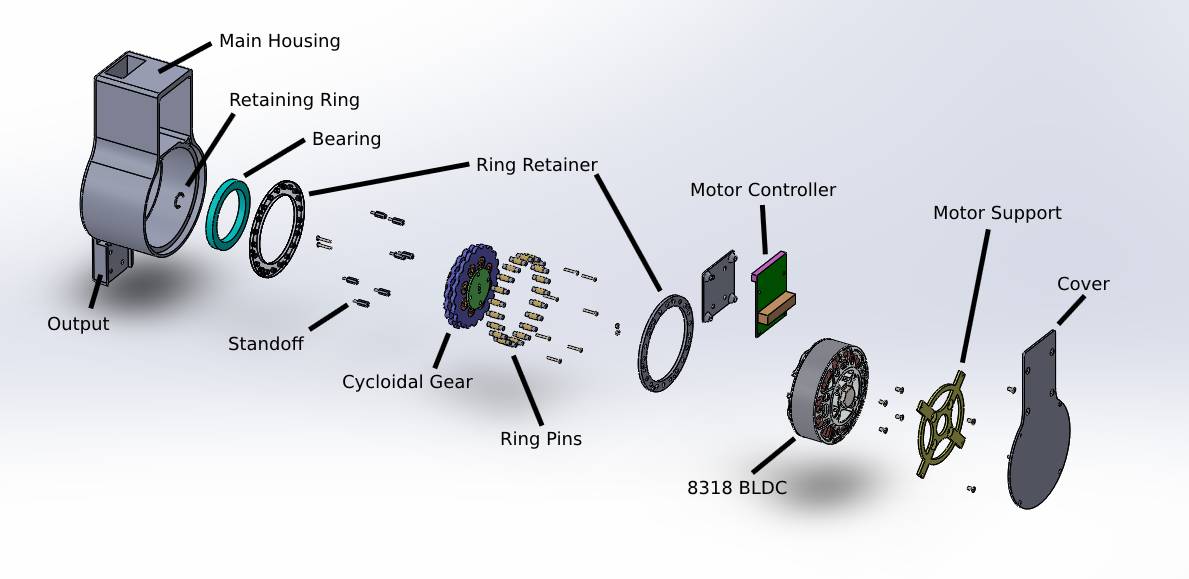 Main Housing
Retaining Ring
Bearing
Ring Retainer
Motor Controller
Motor Support
Cover
Output
Standoff
Cycloidal Gear
Ring Pins
8318 BLDC